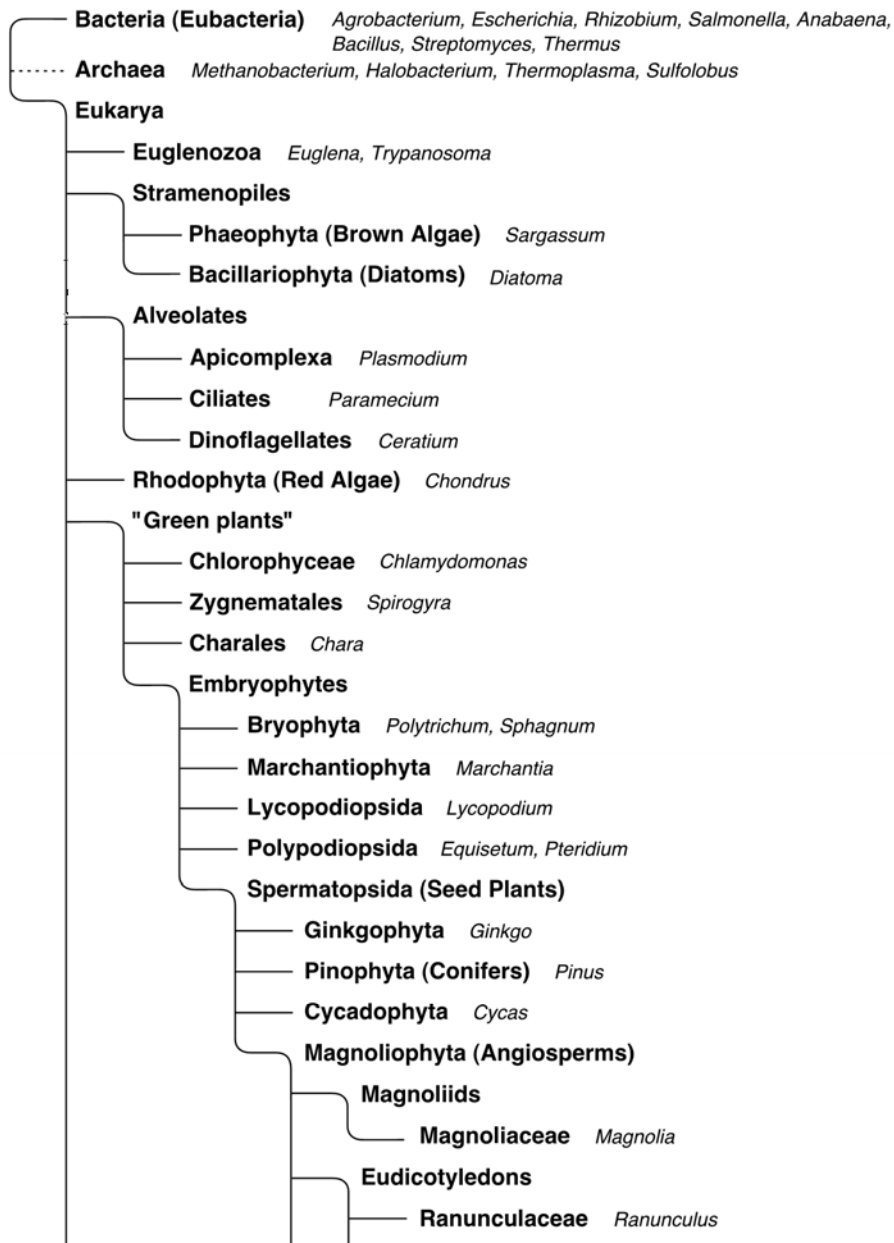 Bacteria (Eubacteria) Agrobacterium, Escherichia, Rhizobium, Salmonella, Anabaena,
Bacillus, Streptomyces, Thermus
Archaea Methanobacterium, Halobacterium, Thermoplasma, Sulfolobus
Eukarya
Euglenozoa Euglena, Trypanosoma
Stramenopiles
Phaeophyta (Brown Algae) Sargassum
Bacillariophyta (Diatoms) Diatoma
Alveolates
Apicomplexa Plasmodium
Ciliates Paramecium
Dinoflagellates Ceratium
Rhodophyta (Red Algae) Chondrus
"Green plants"
Chlorophyceae Chlamydomonas
Zygnematales Spirogyra
Charales Chara
Embryophytes
Bryophyta Polytrichum, Sphagnum
Marchantiophyta Marchantia
Lycopodiopsida Lycopodium
Polypodiopsida Equisetum, Pteridium
Spermatopsida (Seed Plants)
Ginkgophyta Ginkgo
Pinophyta (Conifers) Pinus
Cycadophyta Cycas
Magnoliophyta (Angiosperms)
Magnoliids
Magnoliaceae Magnolia
Eudicotyledons
Ranunculaceae Ranunculus